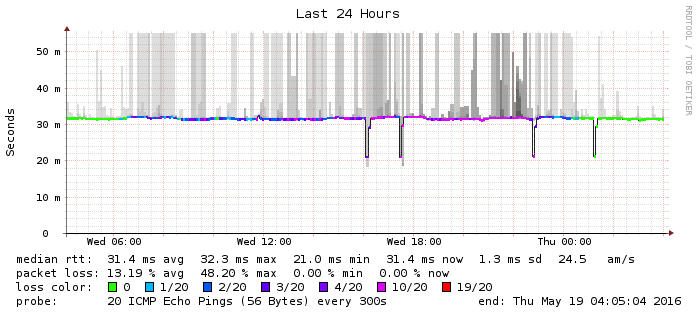 Last 24 Hours
RRDTOOL / TOBI OETIKER
Seconds
50 m
40 m
30 m
20 m
10 m
0
Wed 06:00 Wed 12:00 Wed 18:00 Thu 00:00
median rtt: 31.4 ms avg 32.3 ms max 21.0 ms min 31.4 ms now 1.3 ms sd 24.5 am/s
packet loss: 13.19 % avg 48.20 % max 0.00 % min 0.00 % now
loss color: 0 1/20 2/20 3/20 4/20 10/20 19/20
probe: 20 ICMP Echo Pings (56 Bytes) every 300s end: Thu May 19 04:05:04 2016